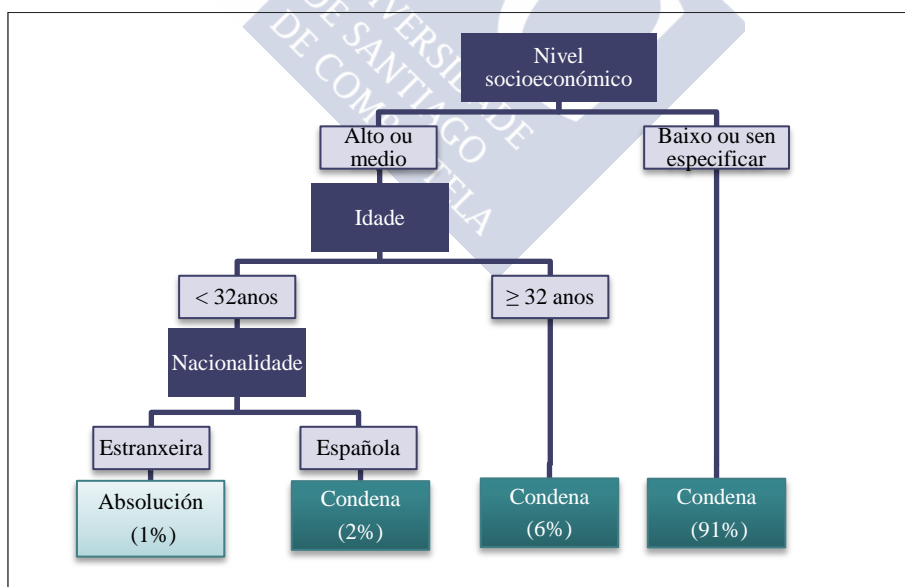 Nivel
socioeconómico
Alto ou
medio
Baixo ou sen
especificar
Idade
< 32anos
≥ 32 anos
Nacionalidade
Estranxeira
Española
Absolución
(1%)
Condena
(2%)
Condena
(6%)
Condena
(91%)